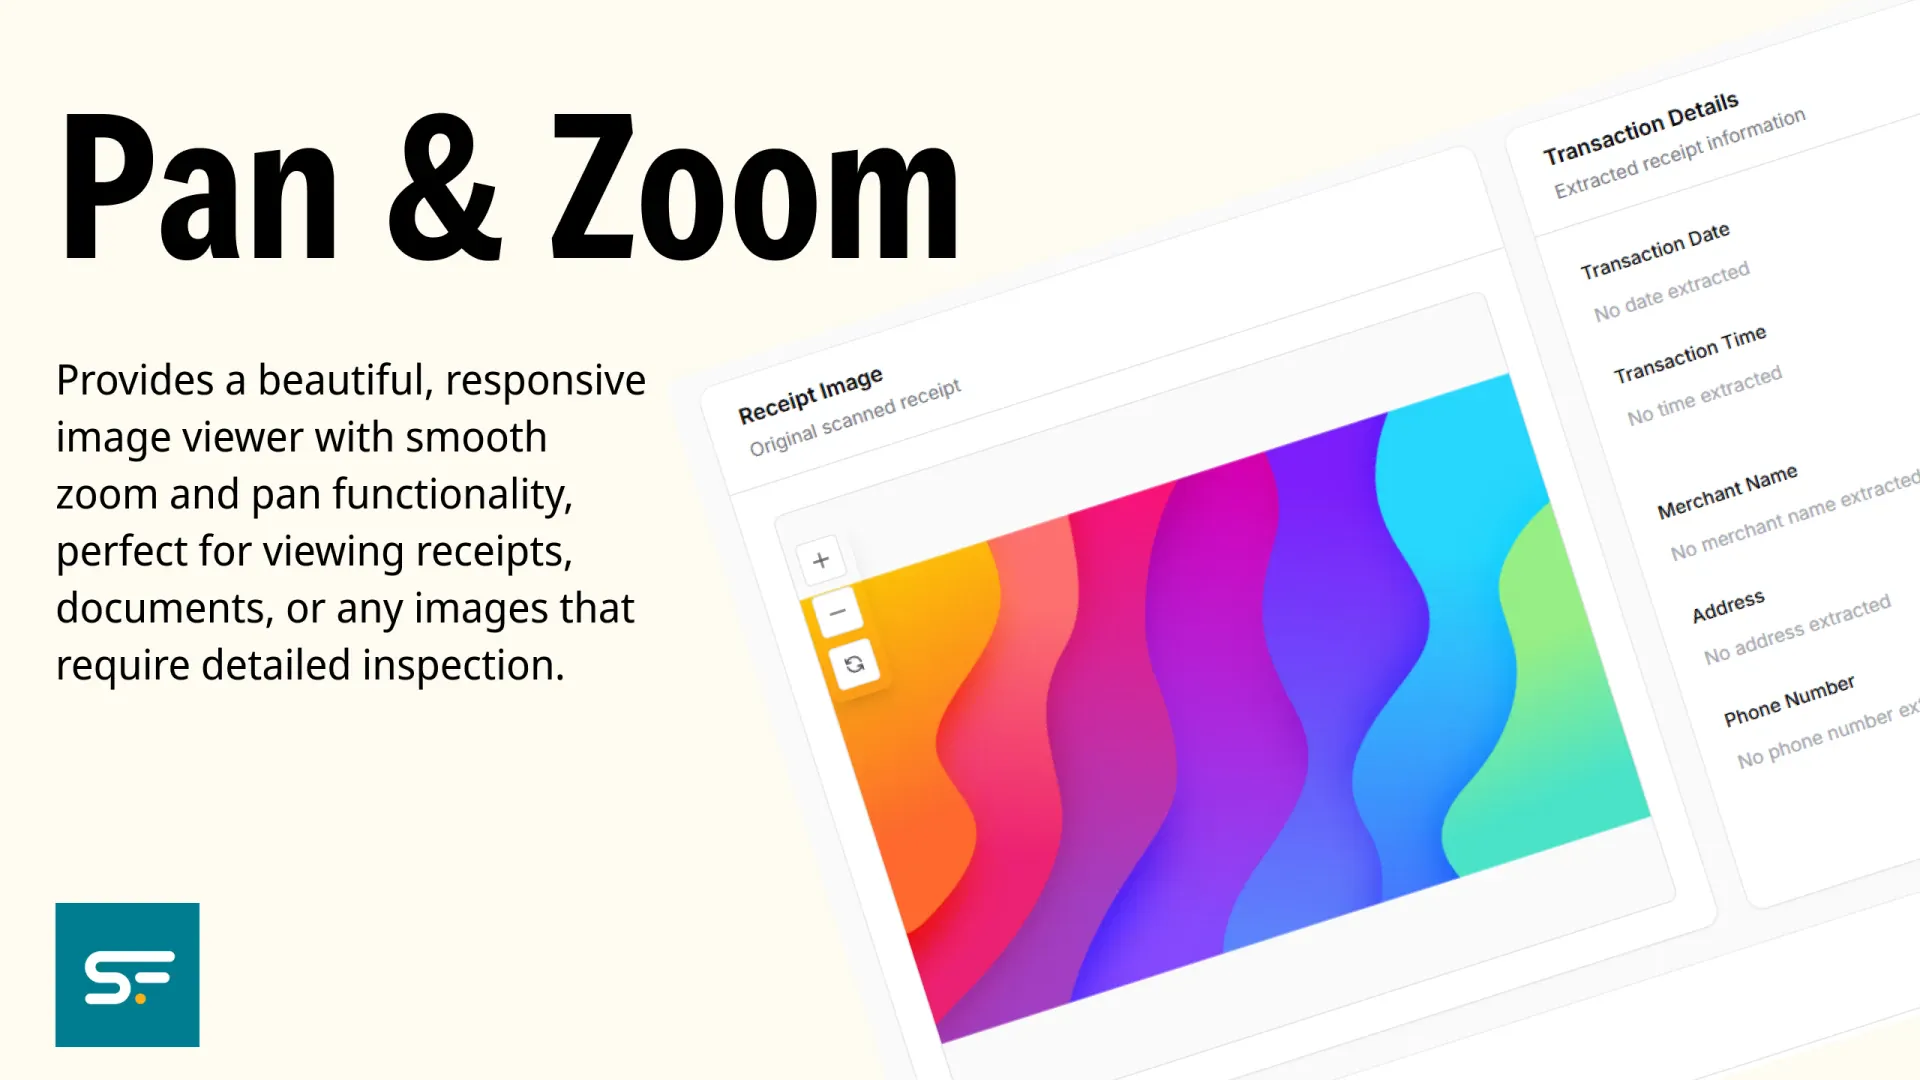 Pan & Zoom
Provides a beautiful, responsive
image viewer with smooth
zoom and pan functionality,
perfect for viewing receipts,
documents, or any images that
require detailed inspection.
SF
Receipt Image
Original scanned receipt
Transaction Details
Extracted receipt information
Transaction Date
No date extracted
Transaction Time
No time extracted
Merchant Name
No merchant name extracted
Address
No address extracted
Phone Number
No phone number